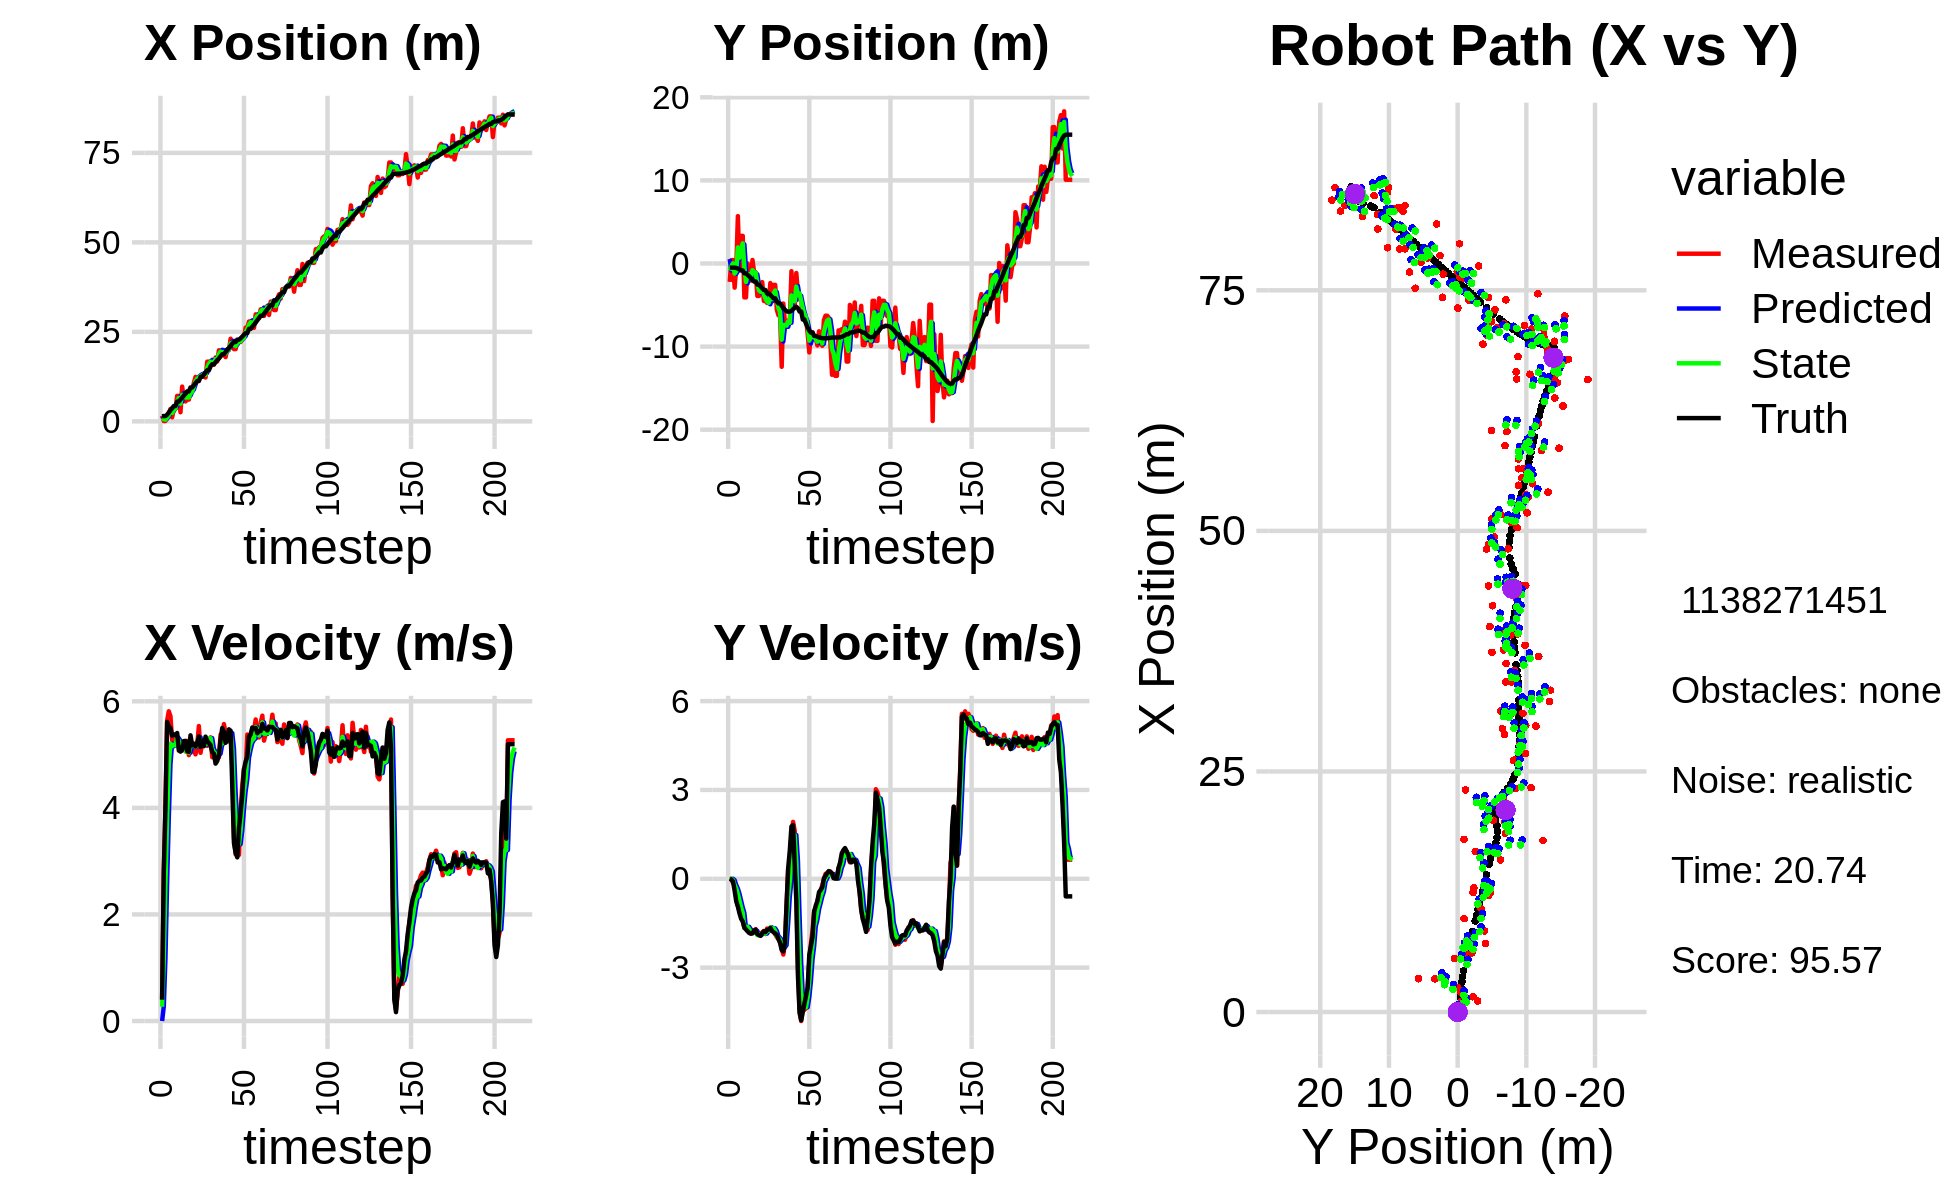 X Position (m)
75
50
25
0
0 50 100 150 200
timestep
Y Position (m)
20
10
0
-10
-20
0 50 100 150 200
timestep
X Velocity (m/s)
6
4
2
0
0 50 100 150 200
timestep
Y Velocity (m/s)
6
3
0
-3
0 50 100 150 200
timestep
Robot Path (X vs Y)
X Position (m)
75
50
25
0
20 10 0 -10 -20
Y Position (m)
variable
Measured
Predicted
State
Truth
1138271451
Obstacles: none
Noise: realistic
Time: 20.74
Score: 95.57